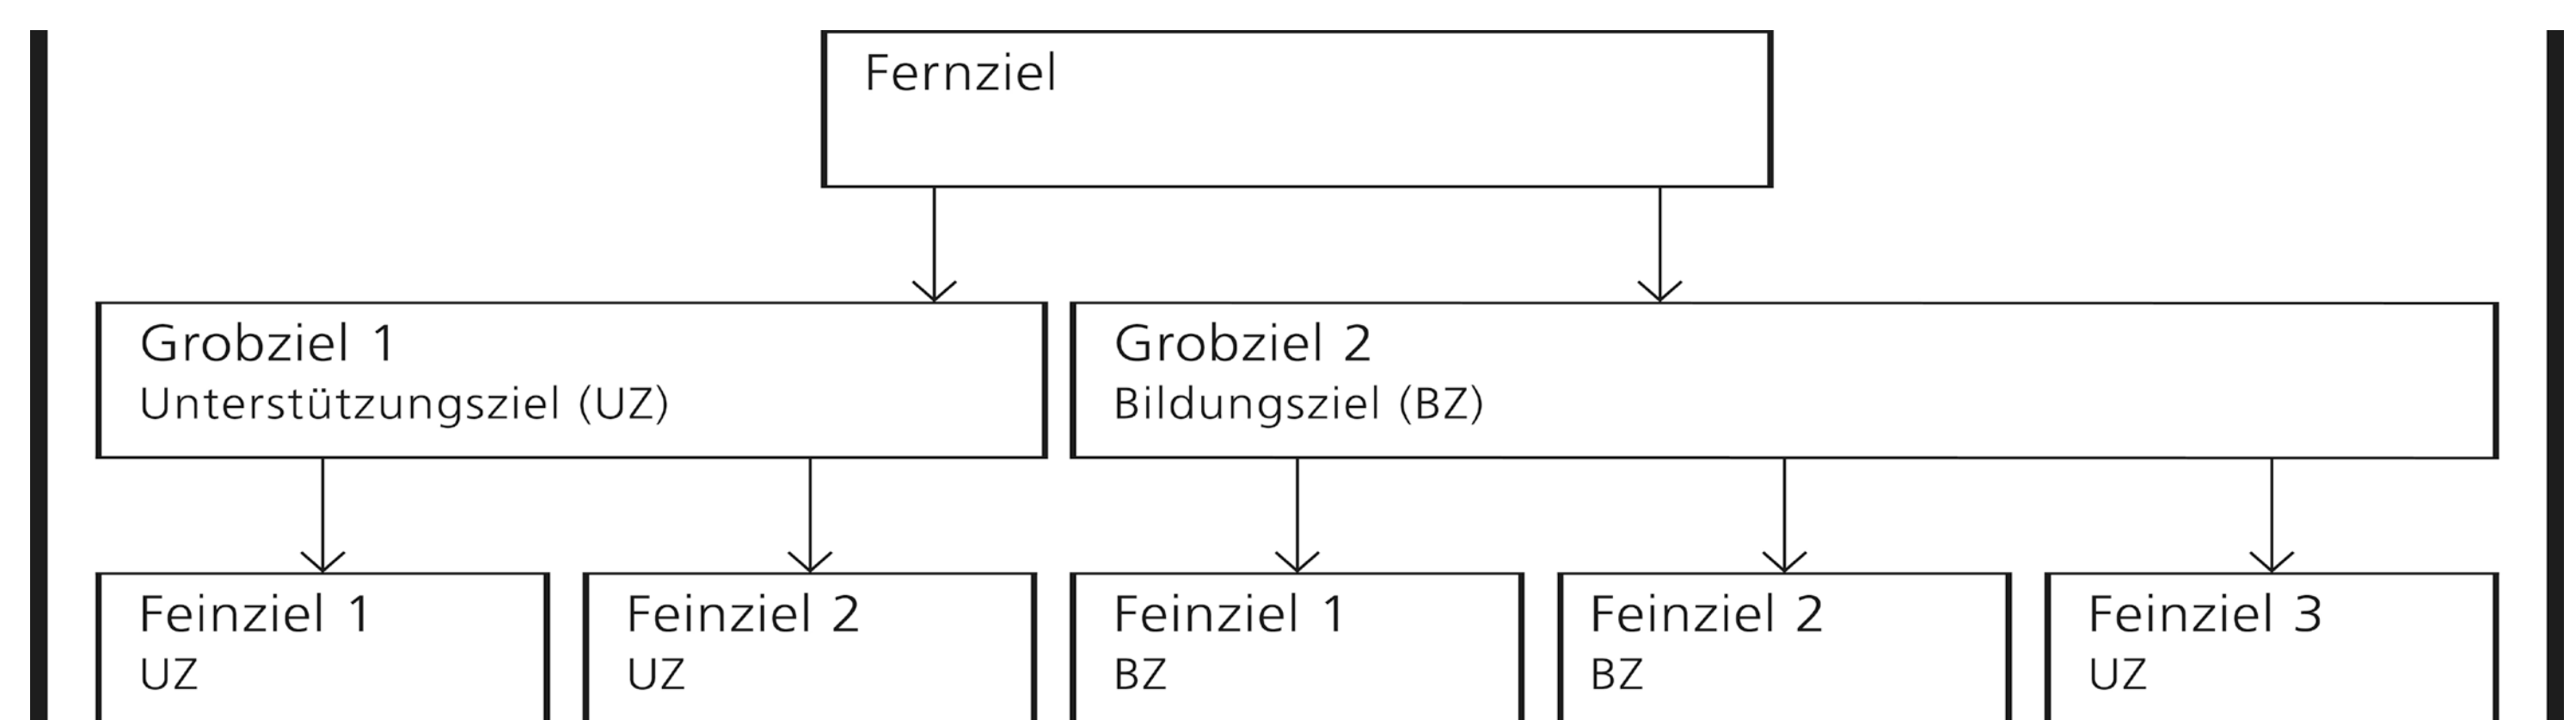 Fernziel
Grobziel 1
Unterstützungsziel (UZ)
Grobziel 2
Bildungsziel (BZ)
Feinziel 1
UZ
Feinziel 2
UZ
Feinziel 1
BZ
Feinziel 2
BZ
Feinziel 3
UZ